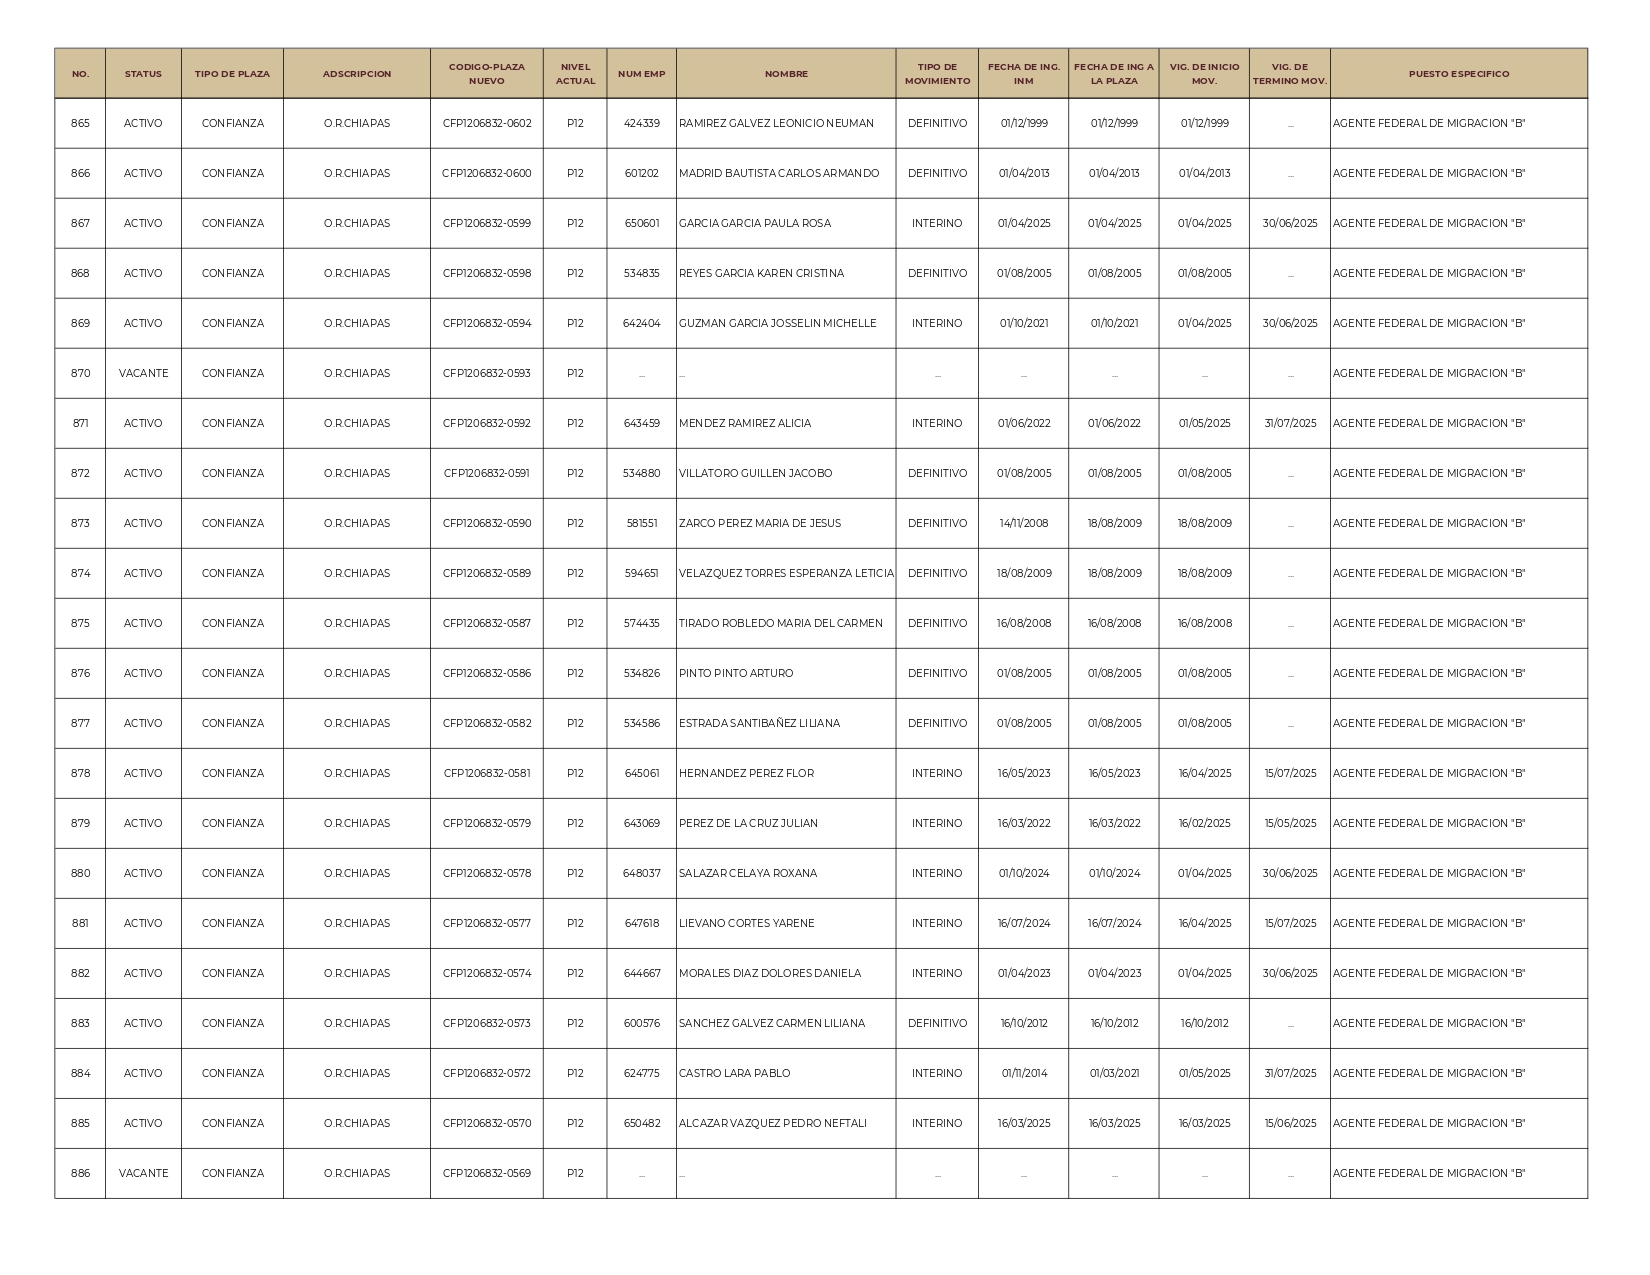 NO. STATUS TIPO DE PLAZA ADSCRIPCION CODIGO-PLAZA NUEVO NIVEL ACTUAL NUM EMP NOMBRE TIPO DE MOVIMIENTO FECHA DE ING. INM FECHA DE ING A LA PLAZA VIG. DE INICIO MOV. VIG. DE TERMINO MOV. PUESTO ESPECIFICO
865 ACTIVO CONFIANZA O.R.CHIAPAS CFP1206832-0602 P12 424339 RAMIREZ GALVEZ LEONICIO NEUMAN DEFINITIVO 01/12/1999 01/12/1999 01/12/1999 ... AGENTE FEDERAL DE MIGRACION "B"
866 ACTIVO CONFIANZA O.R.CHIAPAS CFP1206832-0600 P12 601202 MADRID BAUTISTA CARLOS ARMANDO DEFINITIVO 01/04/2013 01/04/2013 01/04/2013 ... AGENTE FEDERAL DE MIGRACION "B"
867 ACTIVO CONFIANZA O.R.CHIAPAS CFP1206832-0599 P12 650601 GARCIA GARCIA PAULA ROSA INTERINO 01/04/2025 01/04/2025 01/04/2025 30/06/2025 AGENTE FEDERAL DE MIGRACION "B"
868 ACTIVO CONFIANZA O.R.CHIAPAS CFP1206832-0598 P12 534835 REYES GARCIA KAREN CRISTINA DEFINITIVO 01/08/2005 01/08/2005 01/08/2005 ... AGENTE FEDERAL DE MIGRACION "B"
869 ACTIVO CONFIANZA O.R.CHIAPAS CFP1206832-0594 P12 642404 GUZMAN GARCIA JOSSELIN MICHELLE INTERINO 01/10/2021 01/10/2021 01/04/2025 30/06/2025 AGENTE FEDERAL DE MIGRACION "B"
870 VACANTE CONFIANZA O.R.CHIAPAS CFP1206832-0593 P12 ... ... ... ... ... ... ... AGENTE FEDERAL DE MIGRACION "B"
871 ACTIVO CONFIANZA O.R.CHIAPAS CFP1206832-0592 P12 643459 MENDEZ RAMIREZ ALICIA INTERINO 01/06/2022 01/06/2022 01/05/2025 31/07/2025 AGENTE FEDERAL DE MIGRACION "B"
872 ACTIVO CONFIANZA O.R.CHIAPAS CFP1206832-0591 P12 534880 VILLATORO GUILLEN JACOBO DEFINITIVO 01/08/2005 01/08/2005 01/08/2005 ... AGENTE FEDERAL DE MIGRACION "B"
873 ACTIVO CONFIANZA O.R.CHIAPAS CFP1206832-0590 P12 581551 ZARCO PEREZ MARIA DE JESUS DEFINITIVO 14/11/2008 18/08/2009 18/08/2009 ... AGENTE FEDERAL DE MIGRACION "B"
874 ACTIVO CONFIANZA O.R.CHIAPAS CFP1206832-0589 P12 594651 VELAZQUEZ TORRES ESPERANZA LETICIA DEFINITIVO 18/08/2009 18/08/2009 18/08/2009 ... AGENTE FEDERAL DE MIGRACION "B"
875 ACTIVO CONFIANZA O.R.CHIAPAS CFP1206832-0587 P12 574435 TIRADO ROBLEDO MARIA DEL CARMEN DEFINITIVO 16/08/2008 16/08/2008 16/08/2008 ... AGENTE FEDERAL DE MIGRACION "B"
876 ACTIVO CONFIANZA O.R.CHIAPAS CFP1206832-0586 P12 534826 PINTO PINTO ARTURO DEFINITIVO 01/08/2005 01/08/2005 01/08/2005 ... AGENTE FEDERAL DE MIGRACION "B"
877 ACTIVO CONFIANZA O.R.CHIAPAS CFP1206832-0582 P12 534586 ESTRADA SANTIBAÑEZ LILIANA DEFINITIVO 01/08/2005 01/08/2005 01/08/2005 ... AGENTE FEDERAL DE MIGRACION "B"
878 ACTIVO CONFIANZA O.R.CHIAPAS CFP1206832-0581 P12 645061 HERNANDEZ PEREZ FLOR INTERINO 16/05/2023 16/05/2023 16/04/2025 15/07/2025 AGENTE FEDERAL DE MIGRACION "B"
879 ACTIVO CONFIANZA O.R.CHIAPAS CFP1206832-0579 P12 643069 PEREZ DE LA CRUZ JULIAN INTERINO 16/03/2022 16/03/2022 16/02/2025 15/05/2025 AGENTE FEDERAL DE MIGRACION "B"
880 ACTIVO CONFIANZA O.R.CHIAPAS CFP1206832-0578 P12 648037 SALAZAR CELAYA ROXANA INTERINO 01/10/2024 01/10/2024 01/04/2025 30/06/2025 AGENTE FEDERAL DE MIGRACION "B"
881 ACTIVO CONFIANZA O.R.CHIAPAS CFP1206832-0577 P12 647618 LIEVANO CORTES YARENE INTERINO 16/07/2024 16/07/2024 16/04/2025 15/07/2025 AGENTE FEDERAL DE MIGRACION "B"
882 ACTIVO CONFIANZA O.R.CHIAPAS CFP1206832-0574 P12 644667 MORALES DIAZ DOLORES DANIELA INTERINO 01/04/2023 01/04/2023 01/04/2025 30/06/2025 AGENTE FEDERAL DE MIGRACION "B"
883 ACTIVO CONFIANZA O.R.CHIAPAS CFP1206832-0573 P12 600576 SANCHEZ GALVEZ CARMEN LILIANA DEFINITIVO 16/10/2012 16/10/2012 16/10/2012 ... AGENTE FEDERAL DE MIGRACION "B"
884 ACTIVO CONFIANZA O.R.CHIAPAS CFP1206832-0572 P12 624775 CASTRO LARA PABLO INTERINO 01/11/2014 01/03/2021 01/05/2025 31/07/2025 AGENTE FEDERAL DE MIGRACION "B"
885 ACTIVO CONFIANZA O.R.CHIAPAS CFP1206832-0570 P12 650482 ALCAZAR VAZQUEZ PEDRO NEFTALI INTERINO 16/03/2025 16/03/2025 16/03/2025 15/06/2025 AGENTE FEDERAL DE MIGRACION "B"
886 VACANTE CONFIANZA O.R.CHIAPAS CFP1206832-0569 P12 ... ... ... ... ... ... ... AGENTE FEDERAL DE MIGRACION "B"